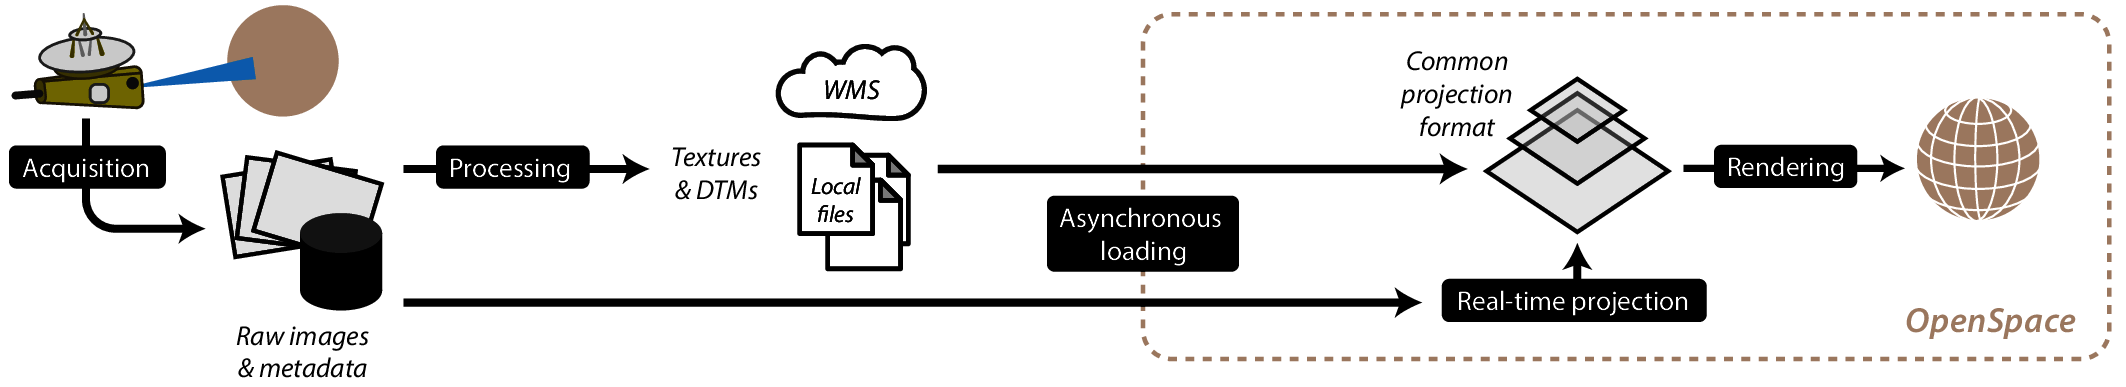 Acquisition
Raw images
& metadata
Processing
Textures
& DTMs
WMS
Local
files
Asynchronous
loading
Common
projection
format
Real-time projection
Rendering
OpenSpace